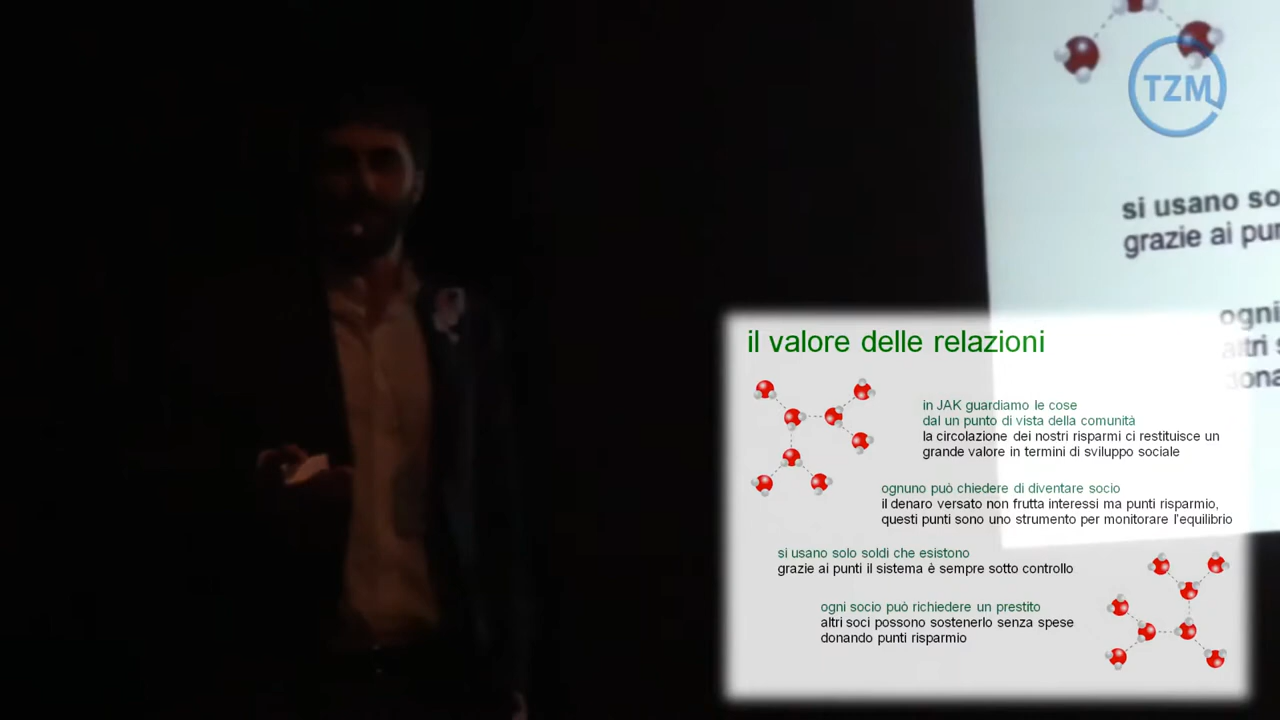 TZM
si usano so
grazie ai pun
ogni
altri s
dona
il valore delle relazioni
in JAK guardiamo le cose
dal un punto di vista della comunità
la circolazione dei nostri risparmi ci restituisce un
grande valore in termini di sviluppo sociale
ognuno può chiedere di diventare socio
il denaro versato non frutta interessi ma punti risparmio,
questi punti sono uno strumento per monitorare l'equilibrio
si usano solo soldi che esistono
grazie ai punti il sistema è sempre sotto controllo
ogni socio può richiedere un prestito
altri soci possono sostenerlo senza spese
donando punti risparmio